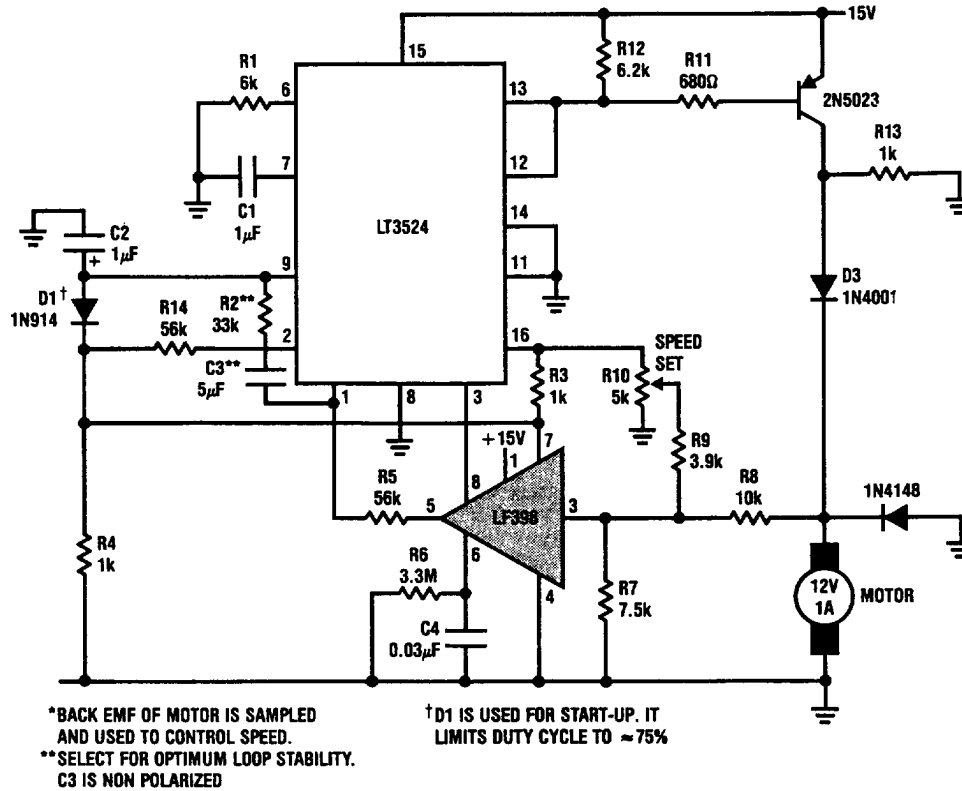 15V
R12
6.2k
R11
680Ω
2N5023
R1
6k
6
15
13
7
12
C1
1µF
LT3524
14
11
R13
1k
C2
1µF
+
9
D1†
1N914
R14
56k
R2**
33k
2
C3**
5µF
1
8
3
16
R3
1k
SPEED
SET
R10
5k
D3
1N4001
+15V
7
1
R9
3.9k
R5
56k
5
8
LF398
3
R8
10k
1N4148
R4
1k
R6
3.3M
6
4
R7
7.5k
12V
1A
MOTOR
C4
0.03µF
*BACK EMF OF MOTOR IS SAMPLED
AND USED TO CONTROL SPEED.
**SELECT FOR OPTIMUM LOOP STABILITY.
C3 IS NON POLARIZED
†D1 IS USED FOR START-UP. IT
LIMITS DUTY CYCLE TO ≈75%